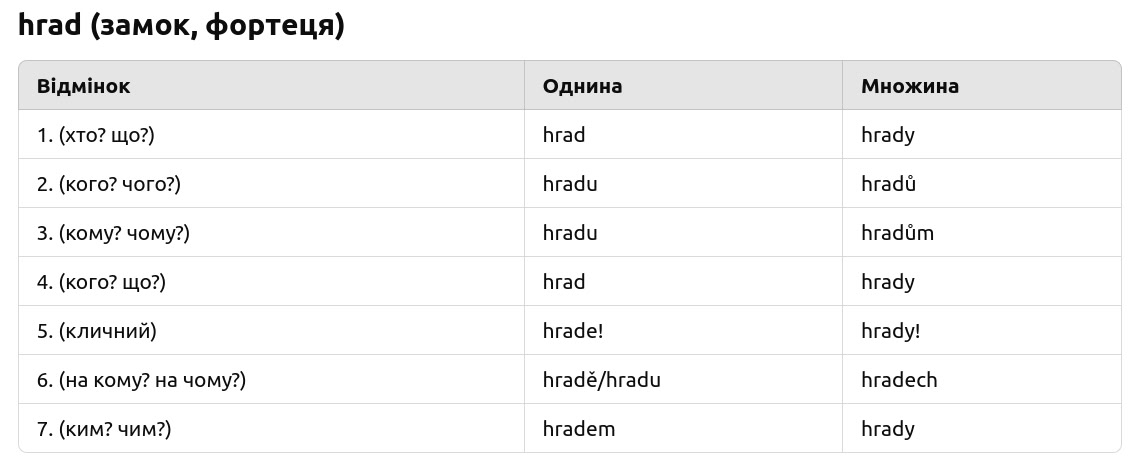 hrad (замок, фортеця)
Відмінок Однина Множина
1. (хто? що?) hrad hrady
2. (кого? чого?) hradu hradů
3. (кому? чому?) hradu hradům
4. (кого? що?) hrad hrady
5. (кличний) hrade! hrady!
6. (на кому? на чому?) hradě/hradu hradech
7. (ким? чим?) hradem hrady